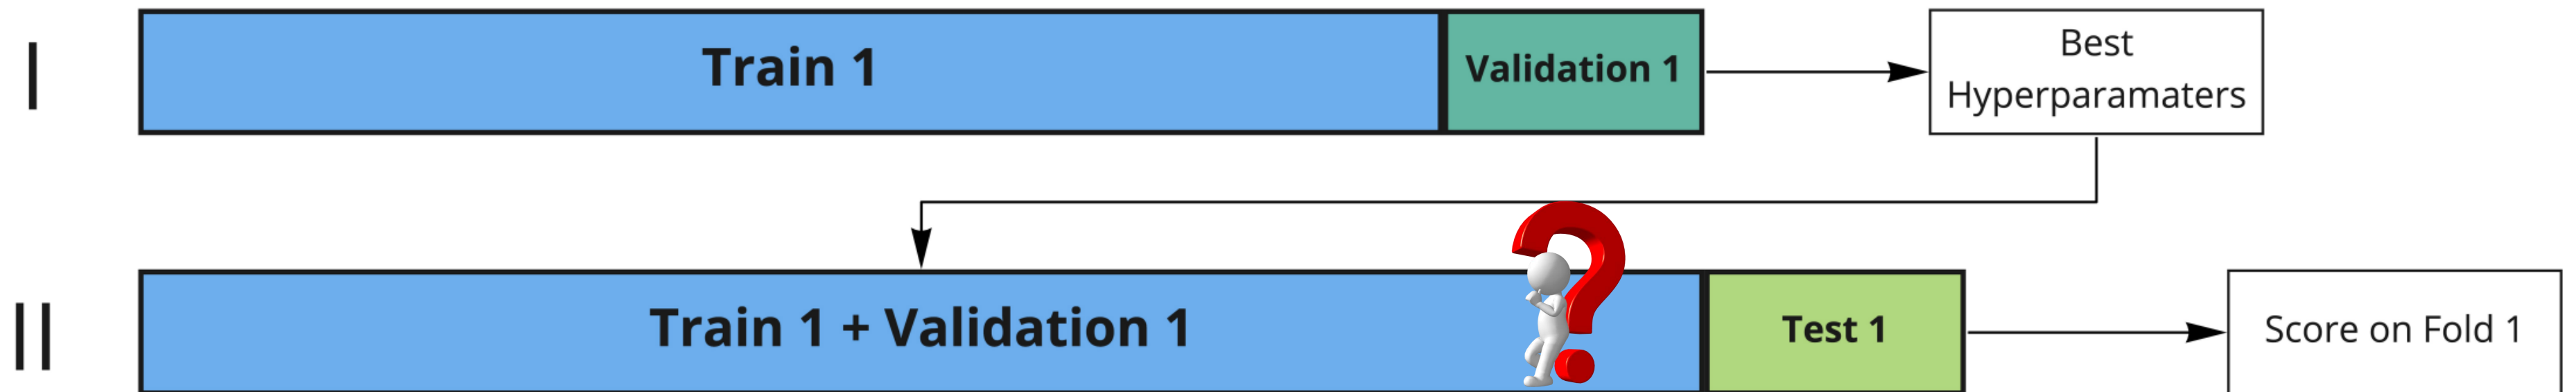 I
Train 1
Validation 1
Best
Hyperparamaters
II
Train 1 + Validation 1
?
Test 1
Score on Fold 1